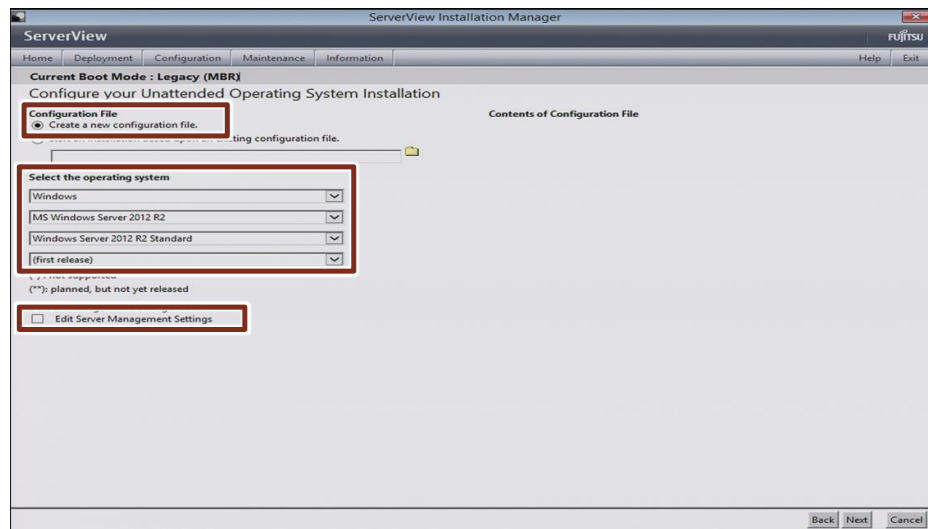 ServerView Installation Manager
ServerView
FUJITSU
Home Deployment Configuration Maintenance Information Help Exit
Current Boot Mode : Legacy (MBR)
Configure your Unattended Operating System Installation
Configuration File
Contents of Configuration File
Create a new configuration file.
configuration file.
Select the operating system
Windows
MS Windows Server 2012 R2
Windows Server 2012 R2 Standard
(first release)
(**): planned, but not yet released
Edit Server Management Settings
Back Next Cancel